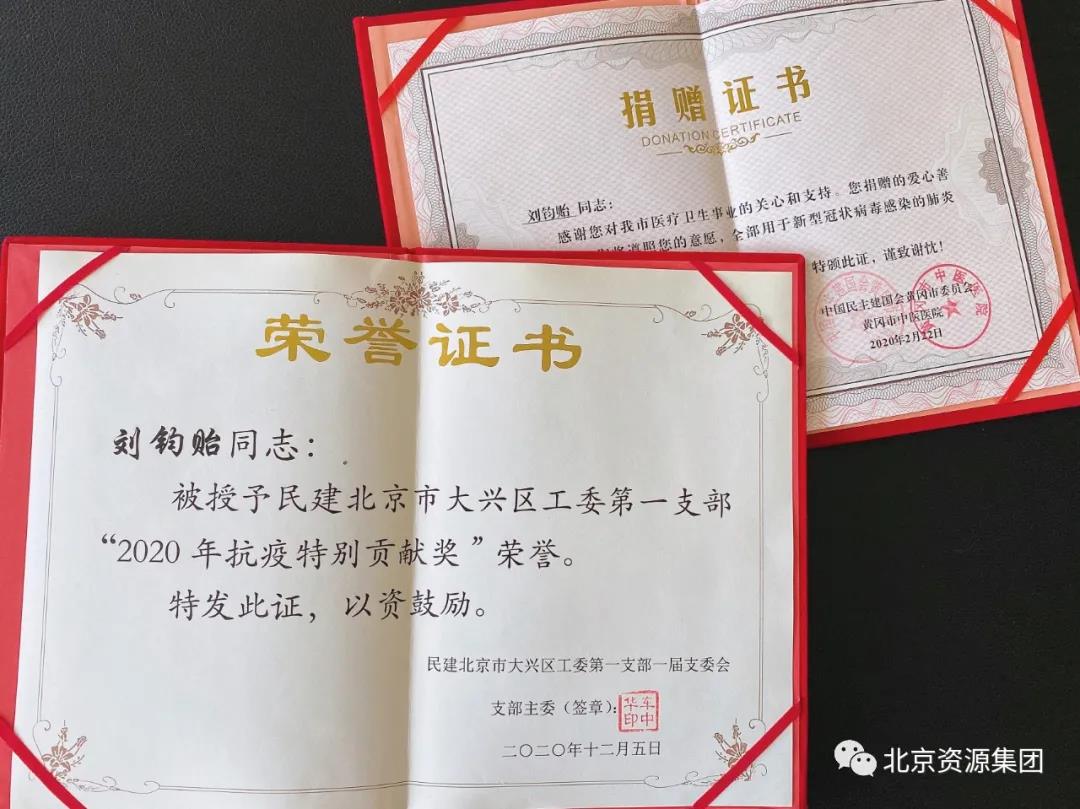 捐赠证书
DONATION CERTIFICATE
刘钧贻 同志：
感谢您对我市医疗卫生事业的关心和支持。您捐赠的爱心善
将遵照您的意愿，全部用于新型冠状病毒感染的肺炎
特颁此证，谨致谢忱！
中国民主建国会黄冈市委员会
黄冈市中医医院
2020年2月22日
荣誉证书
刘钧贻同志：
被授予民建北京市大兴区工委第一支部
“2020年抗疫特别贡献奖”荣誉。
特发此证，以资鼓励。
民建北京市大兴区工委第一支部一届支委会
支部主委（签章）：
华车
印中
二〇二〇年十二月五日
北京资源集团